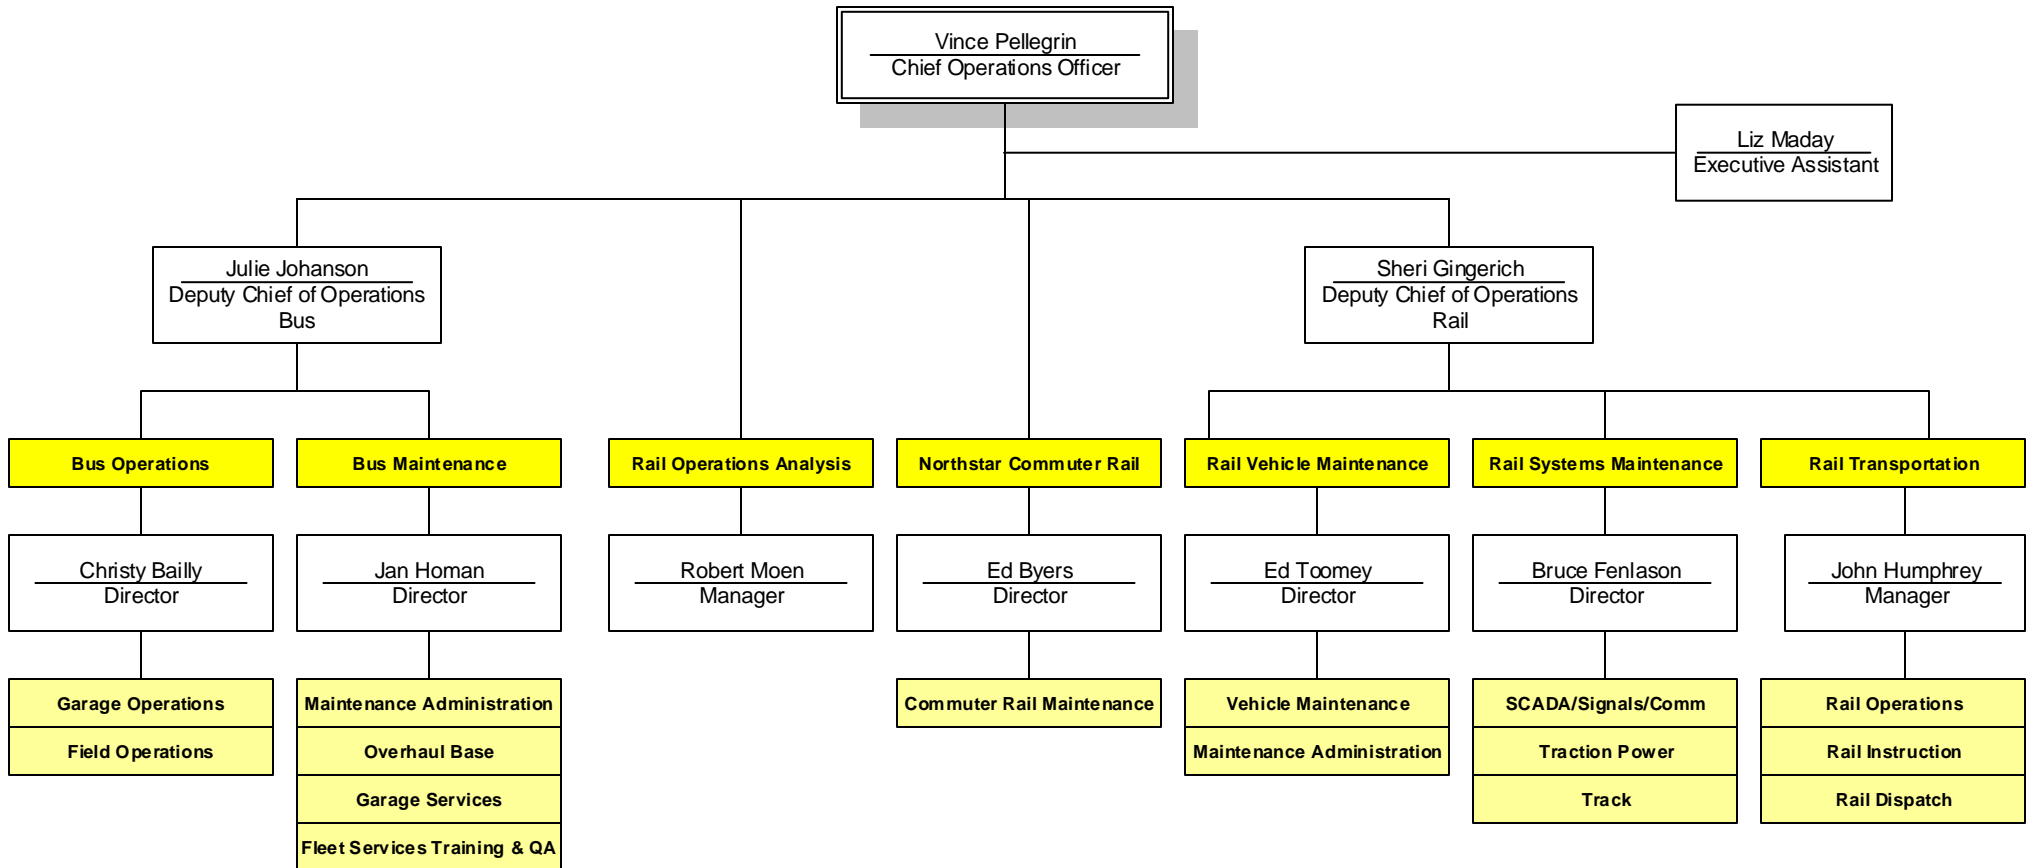 Vince Pellegrin
Chief Operations Officer
Liz Maday
Executive Assistant
Julie Johanson
Deputy Chief of Operations
Bus
Sheri Gingerich
Deputy Chief of Operations
Rail
Bus Operations
Bus Maintenance
Rail Operations Analysis
Northstar Commuter Rail
Rail Vehicle Maintenance
Rail Systems Maintenance
Rail Transportation
Christy Bailly
Director
Jan Homan
Director
Robert Moen
Manager
Ed Byers
Director
Ed Toomey
Director
Bruce Fenlason
Director
John Humphrey
Manager
Garage Operations
Field Operations
Maintenance Administration
Overhaul Base
Garage Services
Fleet Services Training & QA
Commuter Rail Maintenance
Vehicle Maintenance
Maintenance Administration
SCADA/Signals/Comm
Traction Power
Track
Rail Operations
Rail Instruction
Rail Dispatch